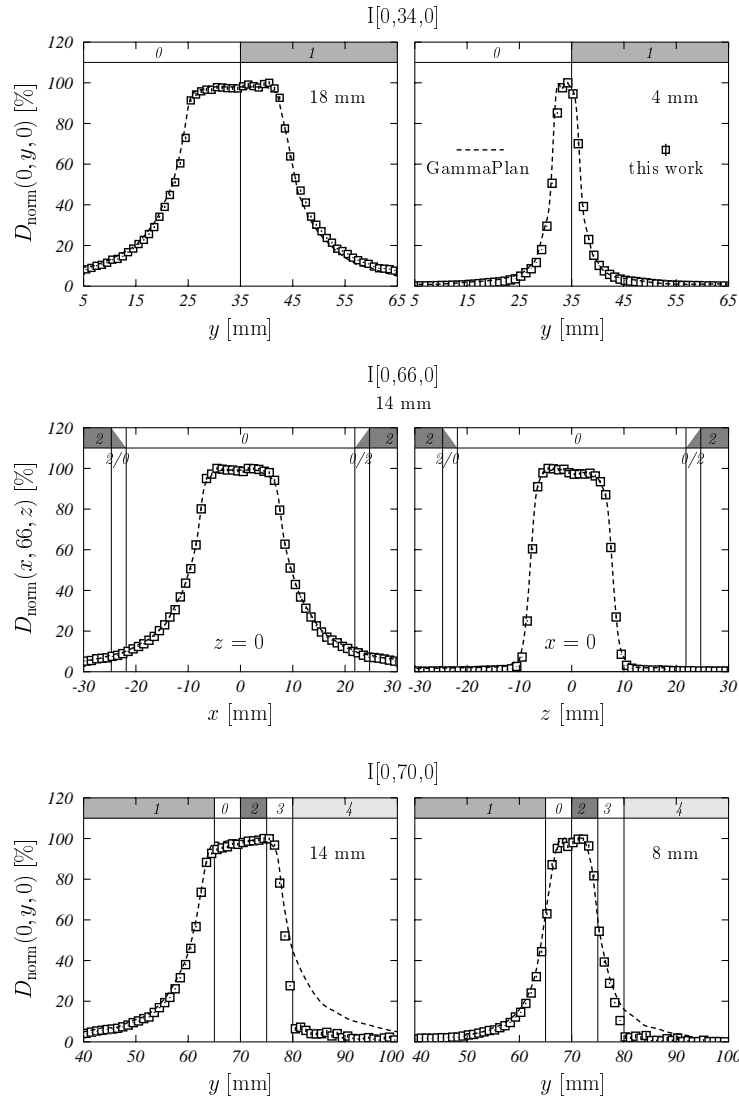 I[0,34,0]
120
100
80
60
40
20
0
D_norm(0, y, 0) [%]
0 1
18 mm
5 15 25 35 45 55 65
y [mm]
0 1
4 mm
GammaPlan
this work
5 15 25 35 45 55 65
y [mm]
I[0,66,0]
14 mm
120
100
80
60
40
20
0
D_norm(x, 66, z) [%]
2 2/0 0 0/2 2
z = 0
-30 -20 -10 0 10 20 30
x [mm]
2 2/0 0 0/2 2
x = 0
-30 -20 -10 0 10 20 30
z [mm]
I[0,70,0]
120
100
80
60
40
20
0
D_norm(0, y, 0) [%]
1 0 2 3 4
14 mm
40 50 60 70 80 90 100
y [mm]
1 0 2 3 4
8 mm
40 50 60 70 80 90 100
y [mm]